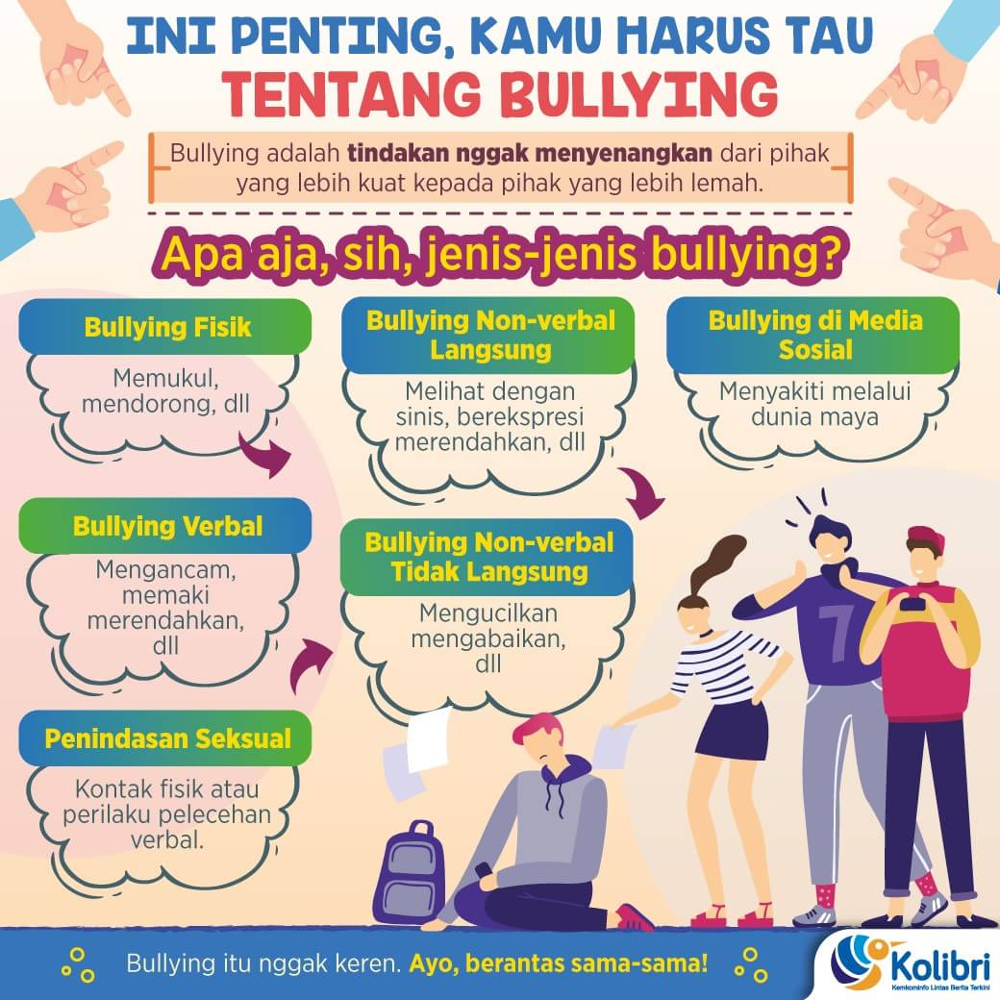 INI PENTING, KAMU HARUS TAU
TENTANG BULLYING
Bullying adalah tindakan nggak menyenangkan dari pihak
yang lebih kuat kepada pihak yang lebih lemah.
Apa aja, sih, jenis-jenis bullying?
Bullying Fisik
Memukul,
mendorong, dll
Bullying Verbal
Mengancam,
memaki
merendahkan,
dll
Penindasan Seksual
Kontak fisik atau
perilaku pelecehan
verbal.
Bullying Non-verbal
Langsung
Melihat dengan
sinis, berekspresi
merendahkan, dll
Bullying Non-verbal
Tidak Langsung
Mengucilkan
mengabaikan,
dll
Bullying di Media
Sosial
Menyakiti melalui
dunia maya
7
Bullying itu nggak keren. Ayo, berantas sama-sama!
Kolibri
Kemkominfo Lintas Berita Terkini